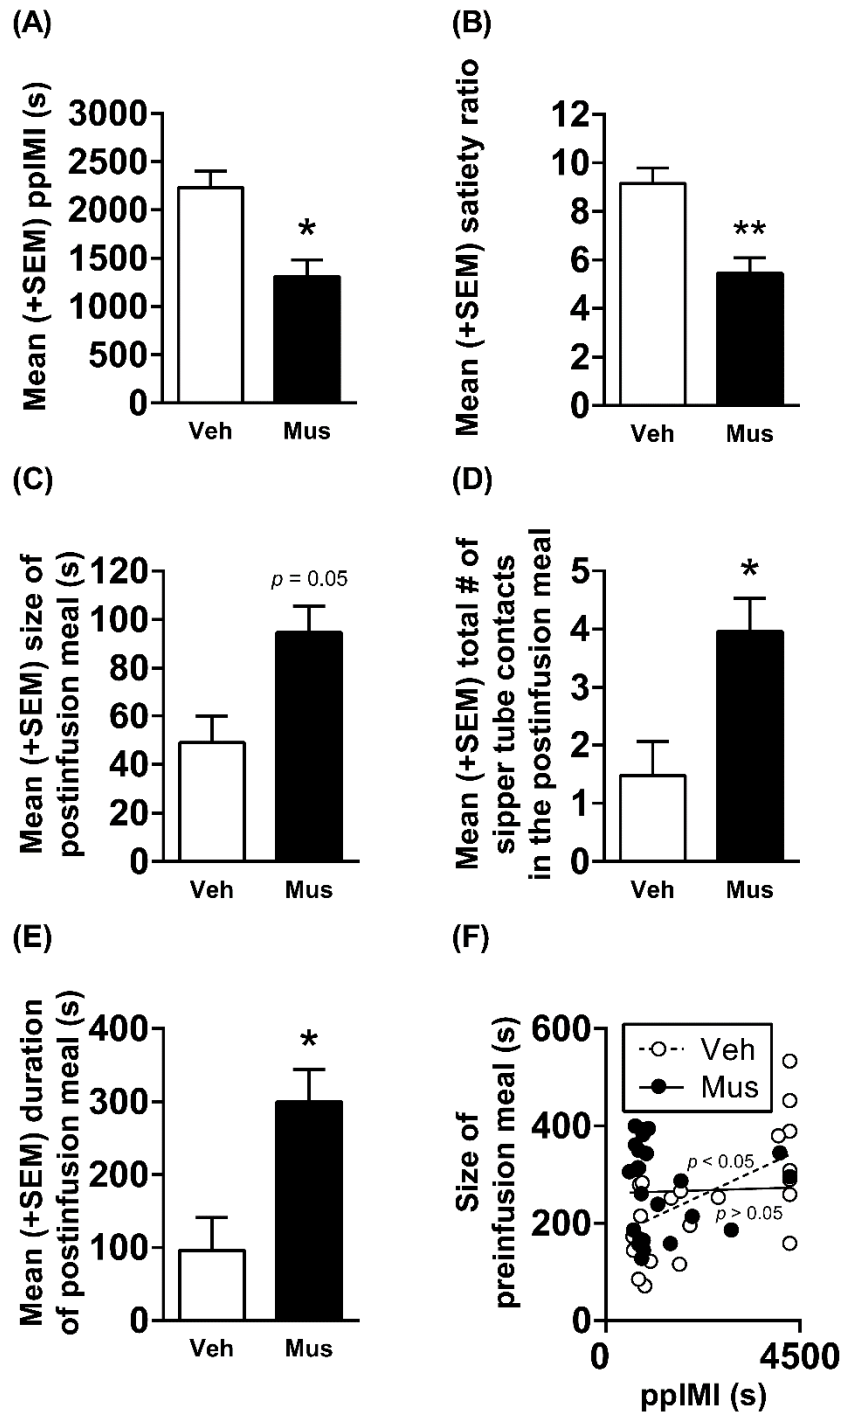 (A)
Mean (+SEM) ppIMI (s)
3000
2500
2000
1500
1000
500
0
*
Veh
Mus
(B)
Mean (+SEM) satiety ratio
12
10
8
6
4
2
0
**
Veh
Mus
(C)
Mean (+SEM) size of
postinfusion meal (s)
120
100
80
60
40
20
0
p = 0.05
Veh
Mus
(D)
Mean (+SEM) total # of
sipper tube contacts
in the postinfusion meal
5
4
3
2
1
0
*
Veh
Mus
(E)
Mean (+SEM) duration
of postinfusion meal (s)
400
300
200
100
0
*
Veh
Mus
(F)
Size of
preinfusion meal (s)
600
400
200
0
Veh
Mus
p < 0.05
p > 0.05
0
4500
ppIMI (s)